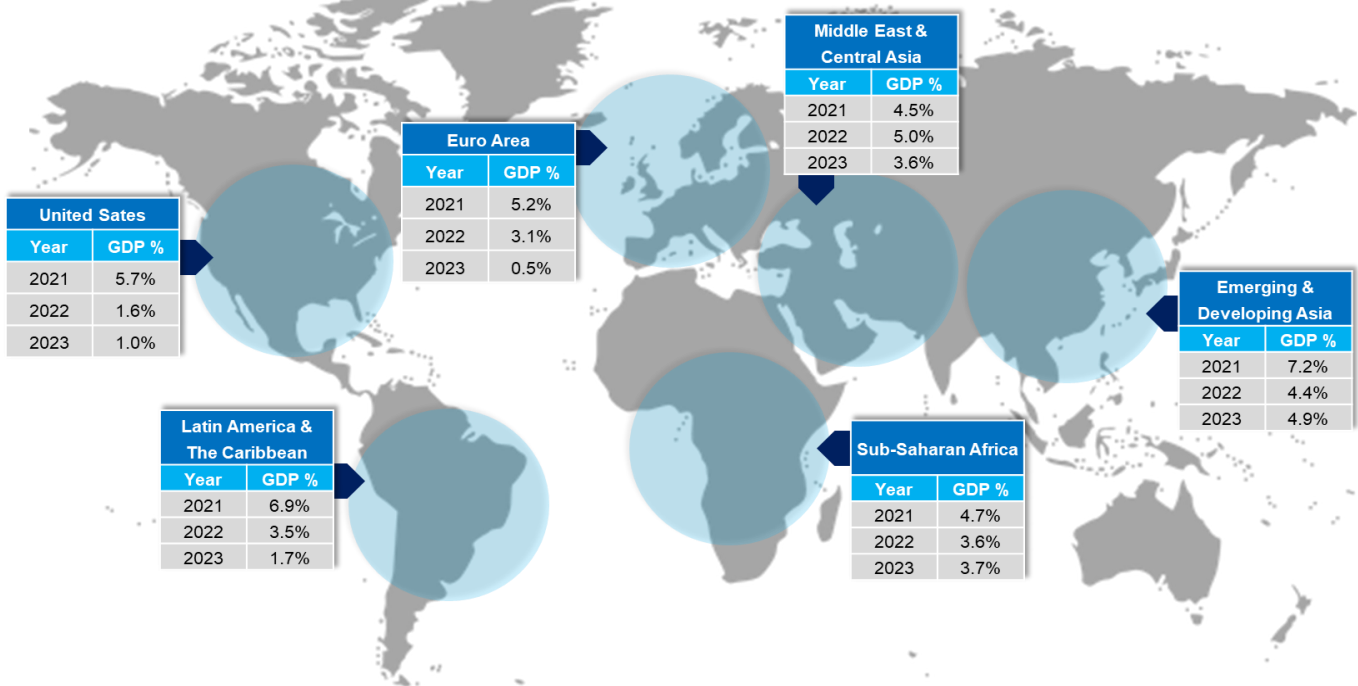 Middle East &
Central Asia
Year GDP %
2021 4.5%
2022 5.0%
2023 3.6%
Euro Area
Year GDP %
2021 5.2%
2022 3.1%
2023 0.5%
United Sates
Year GDP %
2021 5.7%
2022 1.6%
2023 1.0%
Emerging &
Developing Asia
Year GDP %
2021 7.2%
2022 4.4%
2023 4.9%
Latin America &
The Caribbean
Year GDP %
2021 6.9%
2022 3.5%
2023 1.7%
Sub-Saharan Africa
Year GDP %
2021 4.7%
2022 3.6%
2023 3.7%